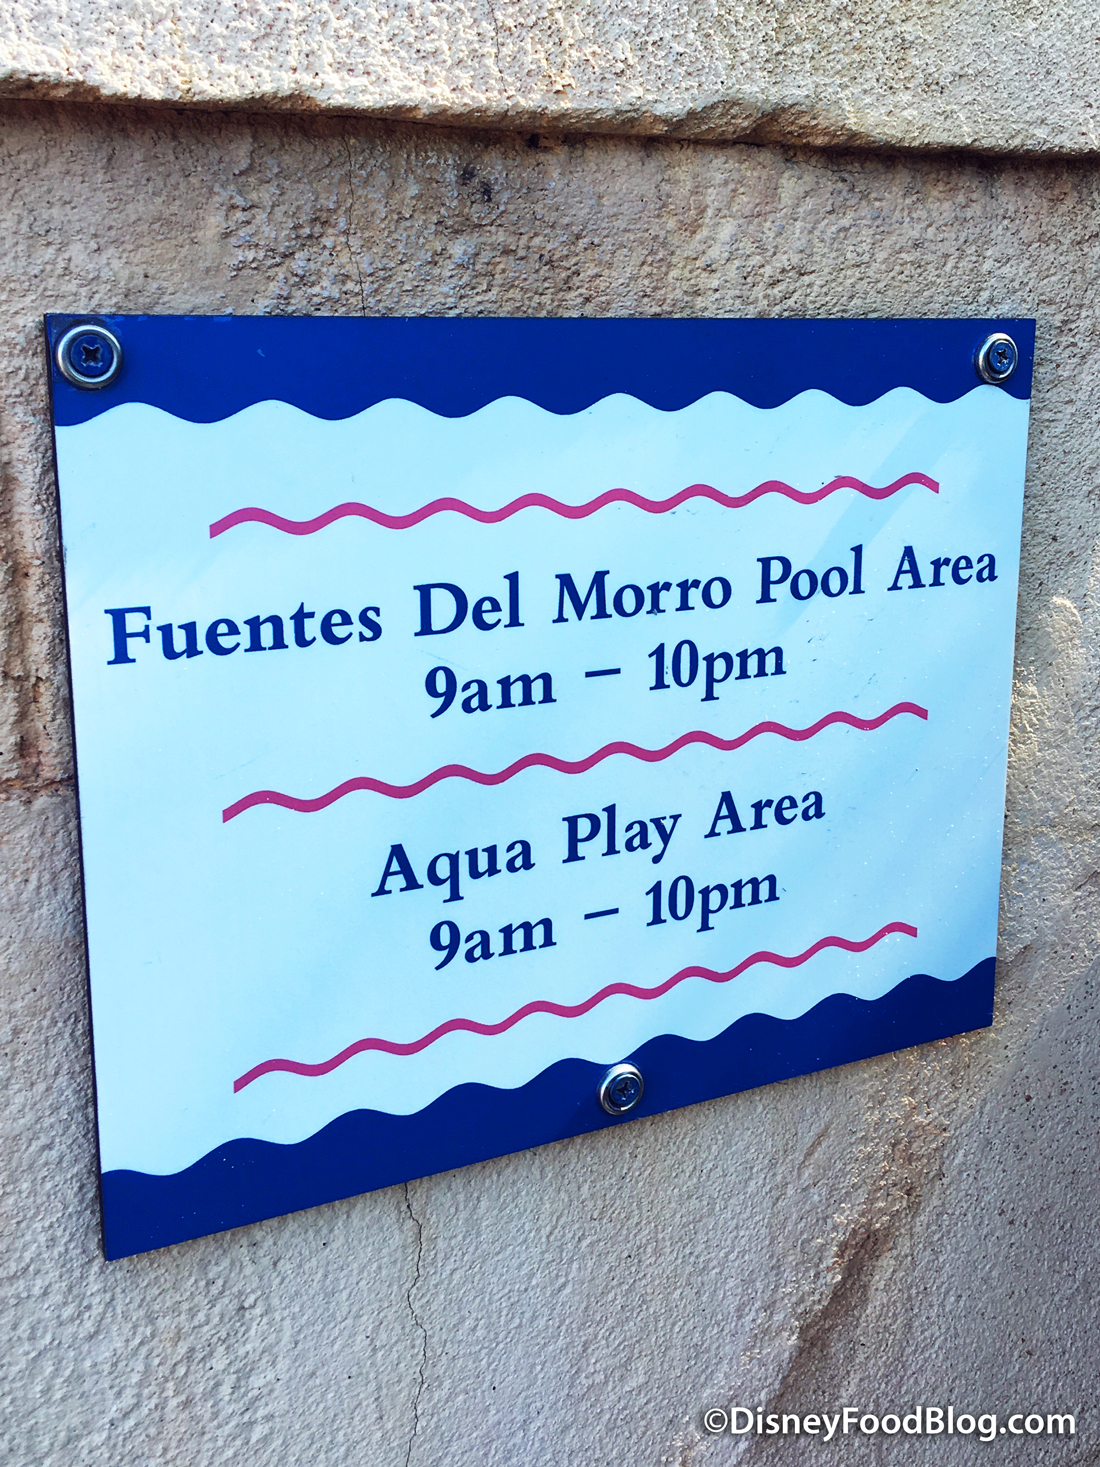 Fuentes Del Morro Pool Area
9am – 10pm
Aqua Play Area
9am – 10pm
©DisneyFoodBlog.com